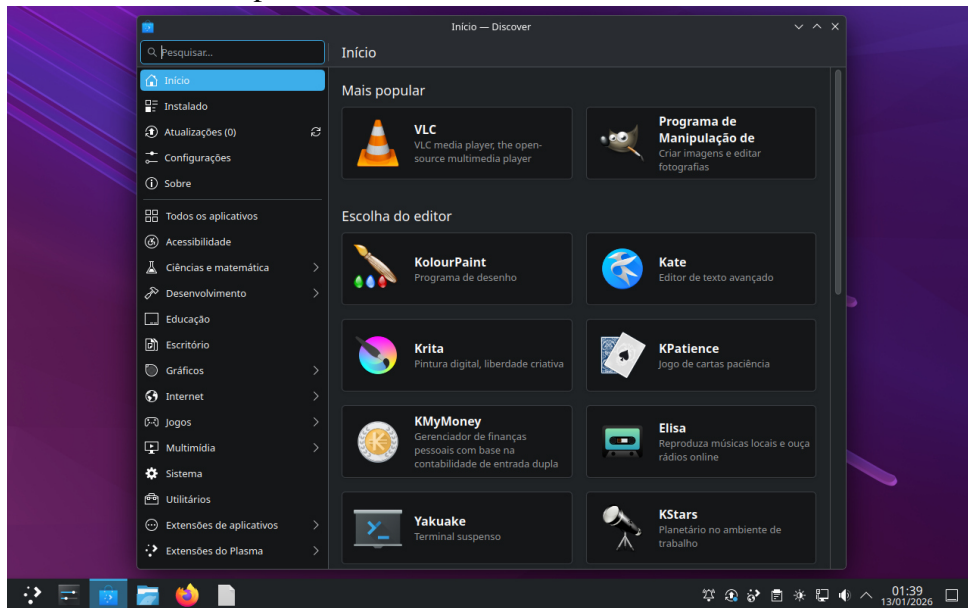 Início — Discover
Pesquisar...
Início
Início
Instalado
Atualizações (0)
Configurações
Sobre
Todos os aplicativos
Acessibilidade
Ciências e matemática
Desenvolvimento
Educação
Escritório
Gráficos
Internet
Jogos
Multimídia
Sistema
Utilitários
Extensões de aplicativos
Extensões do Plasma
Mais popular
VLC
VLC media player, the open-
source multimedia player
Programa de
Manipulação de
Criar imagens e editar
fotografias
Escolha do editor
KolourPaint
Programa de desenho
Kate
Editor de texto avançado
Krita
Pintura digital, liberdade criativa
KPatience
Jogo de cartas paciência
KMyMoney
Gerenciador de finanças
pessoais com base na
contabilidade de entrada dupla
Elisa
Reproduza músicas locais e ouça
rádios online
Yakuake
Terminal suspenso
KStars
Planetário no ambiente de
trabalho
01:39
13/01/2026